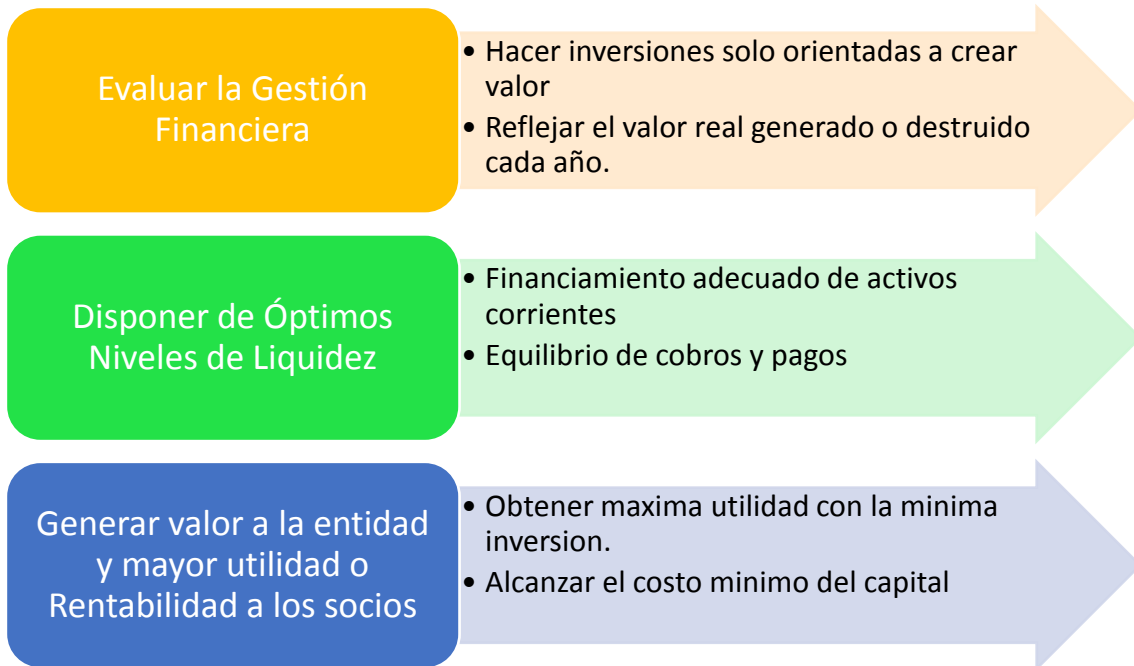 Evaluar la Gestión
Financiera
• Hacer inversiones solo orientadas a crear
valor
• Reflejar el valor real generado o destruido
cada año.
Disponer de Óptimos
Niveles de Liquidez
• Financiamiento adecuado de activos
corrientes
• Equilibrio de cobros y pagos
Generar valor a la entidad
y mayor utilidad o
Rentabilidad a los socios
• Obtener maxima utilidad con la minima
inversion.
• Alcanzar el costo minimo del capital